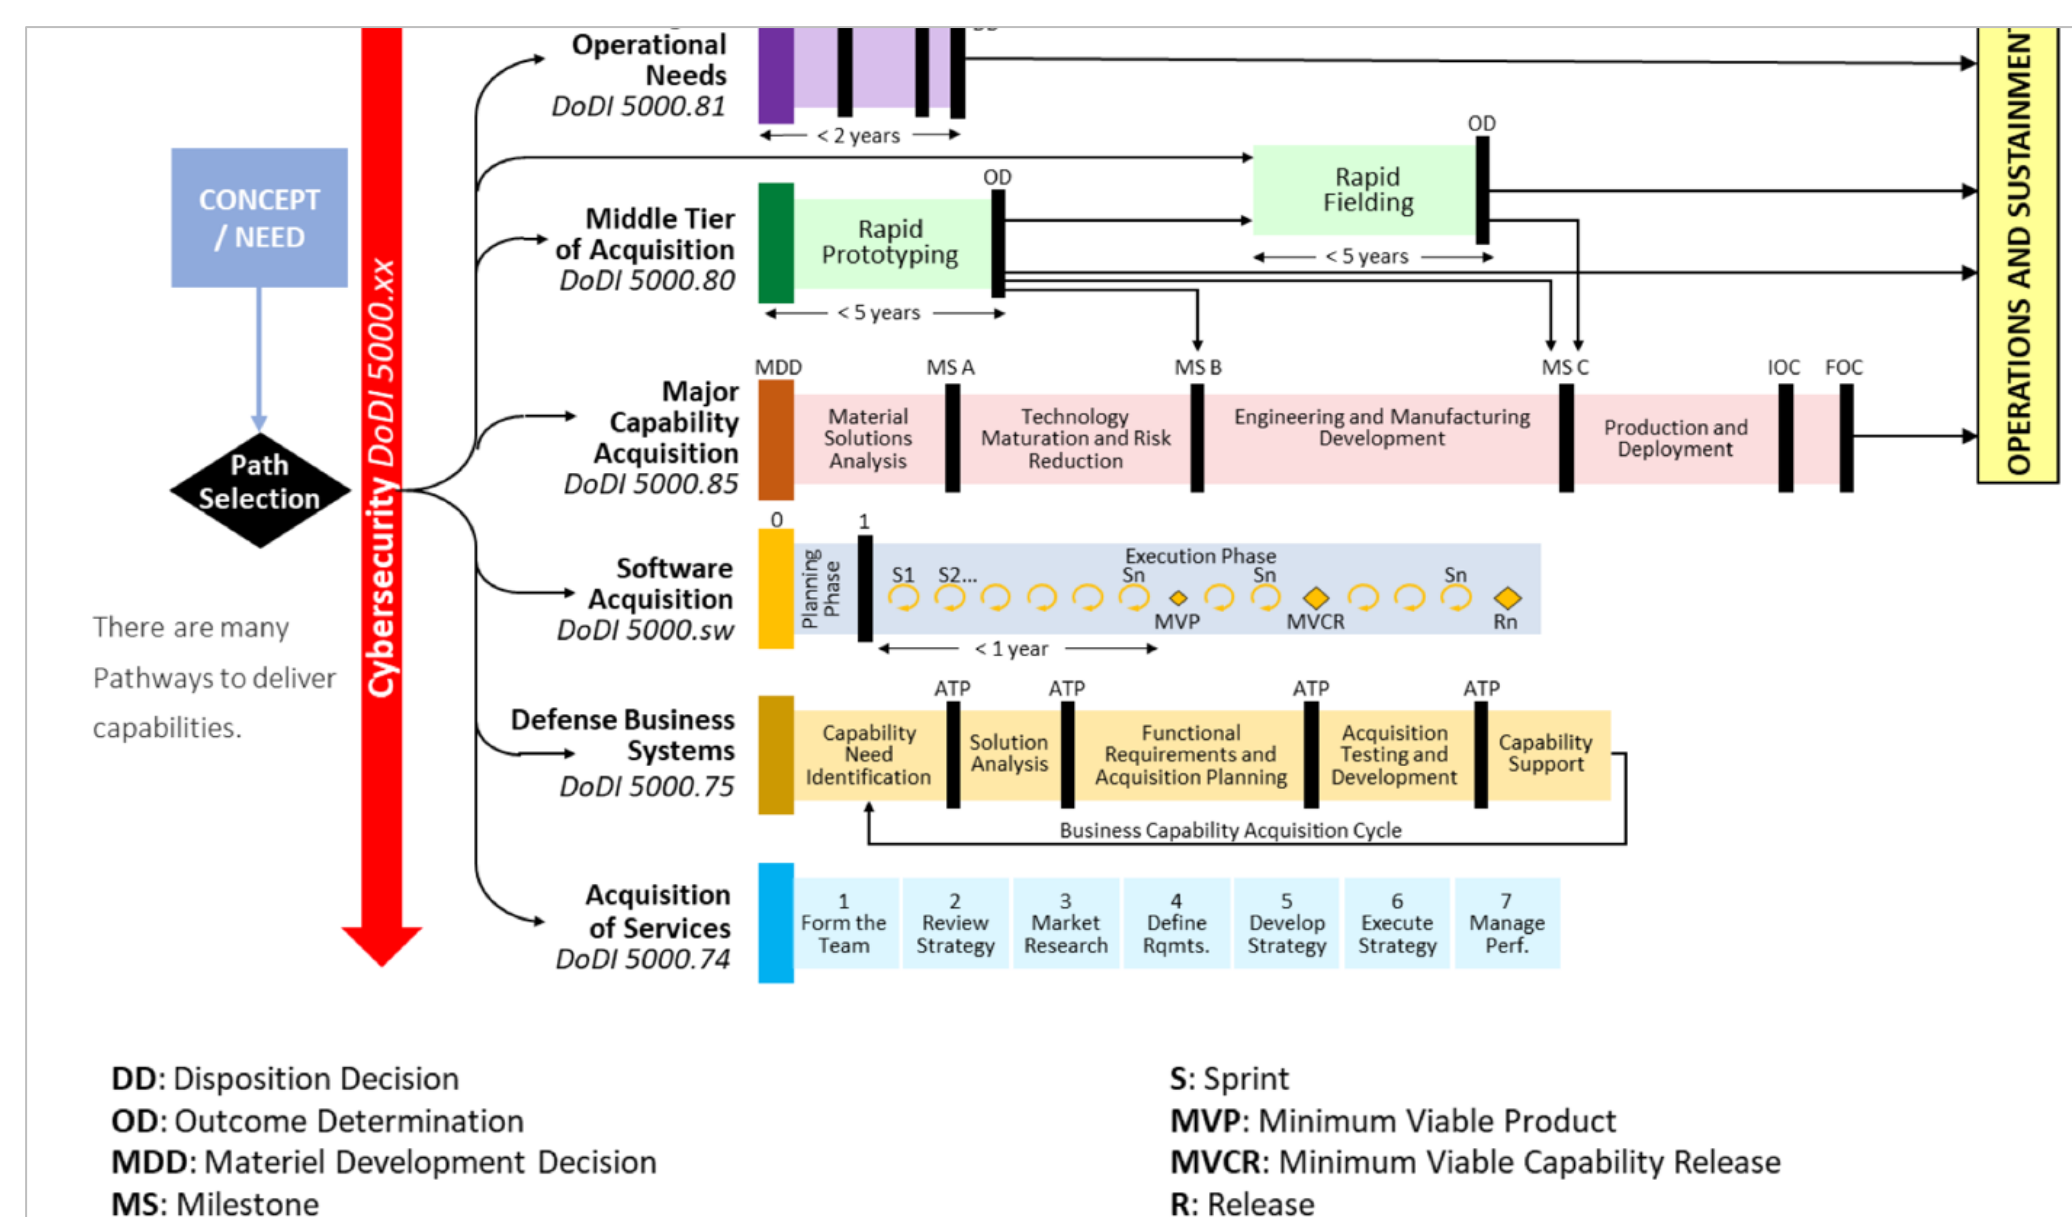 Operational
Needs
DoDI 5000.81
< 2 years
OPERATIONS AND SUSTAINMENT
CONCEPT
/ NEED
Path
Selection
There are many
Pathways to deliver
capabilities.
Cybersecurity DoDI 5000.xx
Middle Tier
of Acquisition
DoDI 5000.80
OD
Rapid
Prototyping
< 5 years
OD
Rapid
Fielding
< 5 years
Major
Capability
Acquisition
DoDI 5000.85
MDD
MS A
MS B
MS C
IOC
FOC
Material
Solutions
Analysis
Technology
Maturation and Risk
Reduction
Engineering and Manufacturing
Development
Production and
Deployment
Software
Acquisition
DoDI 5000.sw
0
1
Planning
Phase
Execution Phase
S1
S2...
Sn
Sn
Sn
MVP
MVCR
Rn
< 1 year
Defense Business
Systems
DoDI 5000.75
ATP
ATP
ATP
ATP
Capability
Need
Identification
Solution
Analysis
Functional
Requirements and
Acquisition Planning
Acquisition
Testing and
Development
Capability
Support
Business Capability Acquisition Cycle
Acquisition
of Services
DoDI 5000.74
1
Form the
Team
2
Review
Strategy
3
Market
Research
4
Define
Rqmts.
5
Develop
Strategy
6
Execute
Strategy
7
Manage
Perf.
DD: Disposition Decision
OD: Outcome Determination
MDD: Materiel Development Decision
MS: Milestone
S: Sprint
MVP: Minimum Viable Product
MVCR: Minimum Viable Capability Release
R: Release